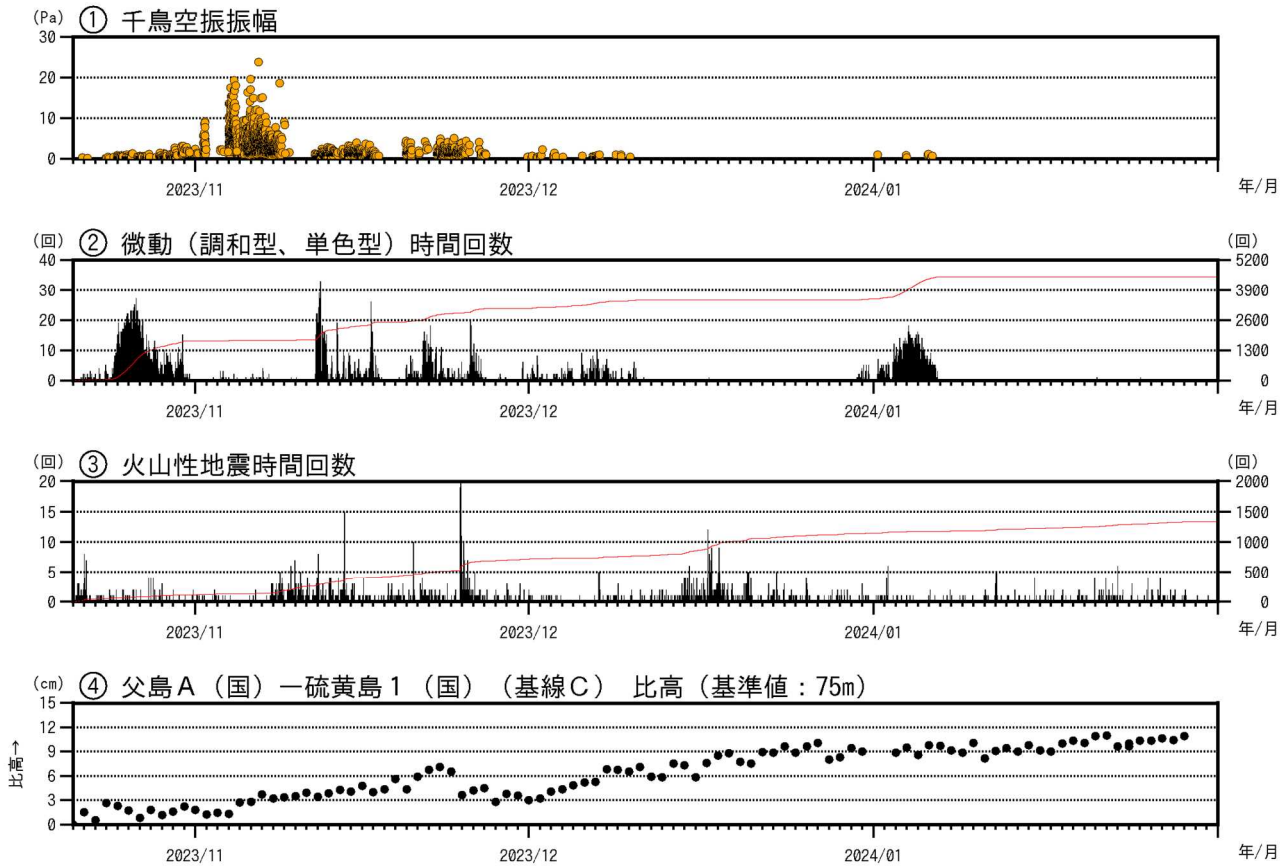 (Pa) ① 千鳥空振振幅
30
20
10
0
2023/11 2023/12 2024/01 年/月
(回) ② 微動（調和型、単色型）時間回数 (回)
40 5200
30 3900
20 2600
10 1300
0 0
2023/11 2023/12 2024/01 年/月
(回) ③ 火山性地震時間回数 (回)
20 2000
15 1500
10 1000
5 500
0 0
2023/11 2023/12 2024/01 年/月
(cm) ④ 父島Ａ（国）－硫黄島１（国）（基線Ｃ） 比高（基準値：75m）
15
12
9
6
3
0
比高→
2023/11 2023/12 2024/01 年/月